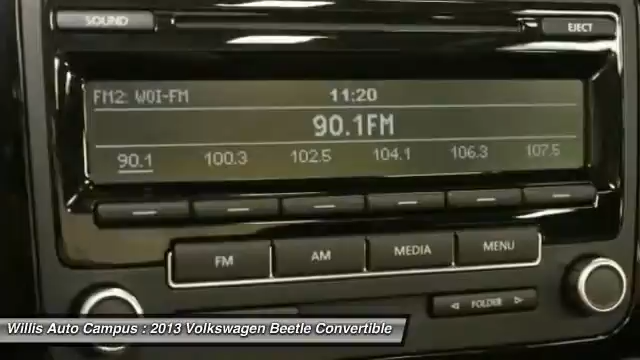 SOUND
EJECT
FM2: WOI-FM 11:20
90.1FM
90.1 100.3 102.5 104.1 106.3 107.5
FM AM MEDIA MENU
FOLDER
Willis Auto Campus : 2013 Volkswagen Beetle Convertible